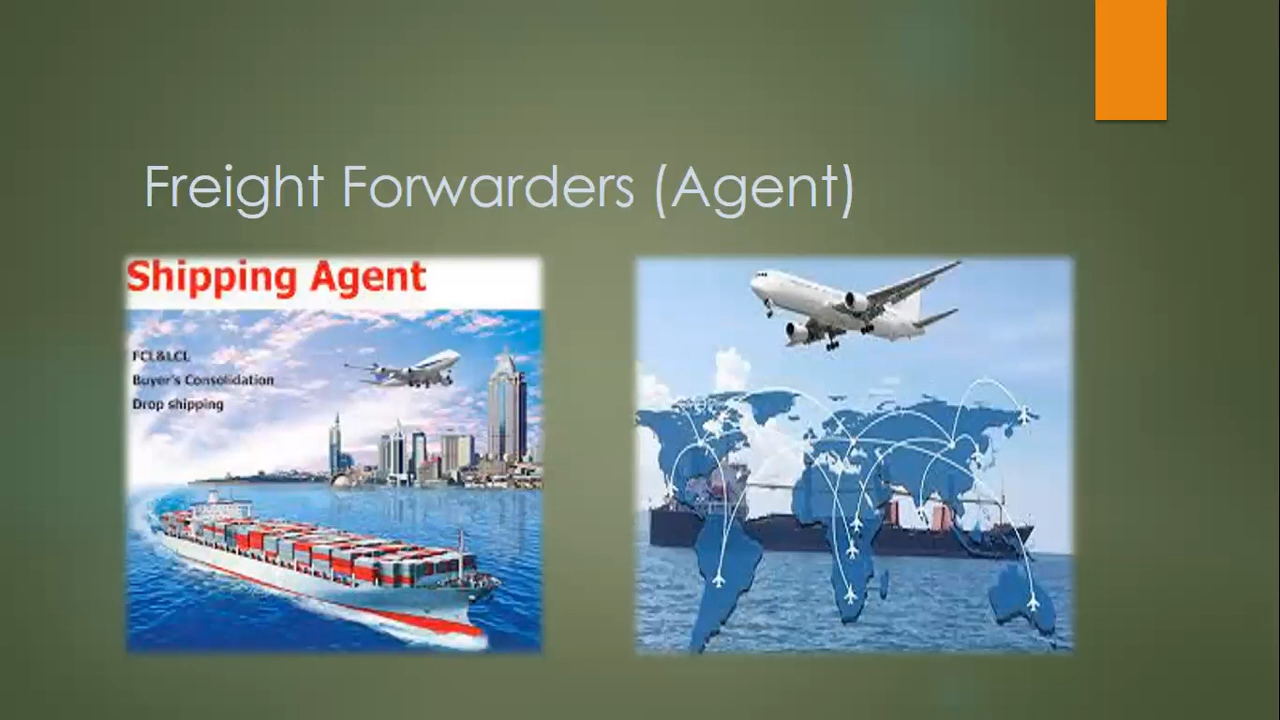 Freight Forwarders (Agent)
Shipping Agent
FCL&LCL
Buyer's Consolidation
Drop shipping